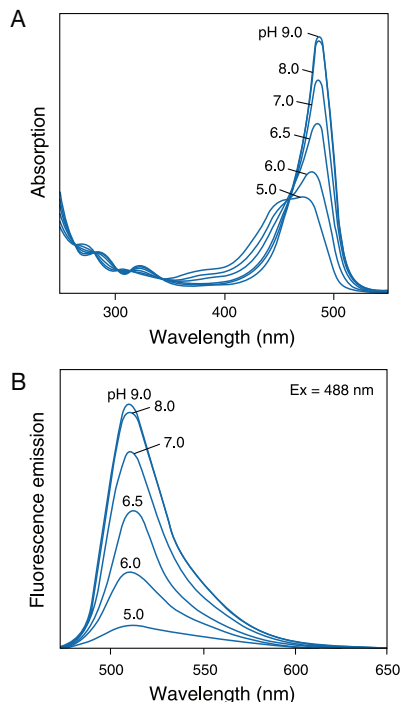 A
pH 9.0
8.0
7.0
6.5
6.0
5.0
Absorption
300
400
500
Wavelength (nm)
B
Ex = 488 nm
pH 9.0
8.0
7.0
6.5
6.0
5.0
Fluorescence emission
500
550
600
650
Wavelength (nm)